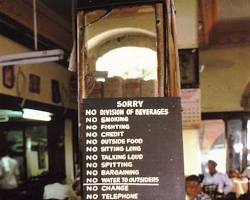 SORRY
NO DIVISION OF BEVERAGES
NO SMOKING
NO FIGHTING
NO CREDIT
NO OUTSIDE FOOD
NO SITTING LONG
NO TALKING LOUD
NO SPITTING
NO BARGAINING
NO WATER TO OUTSIDERS
NO CHANGE
NO TELEPHONE